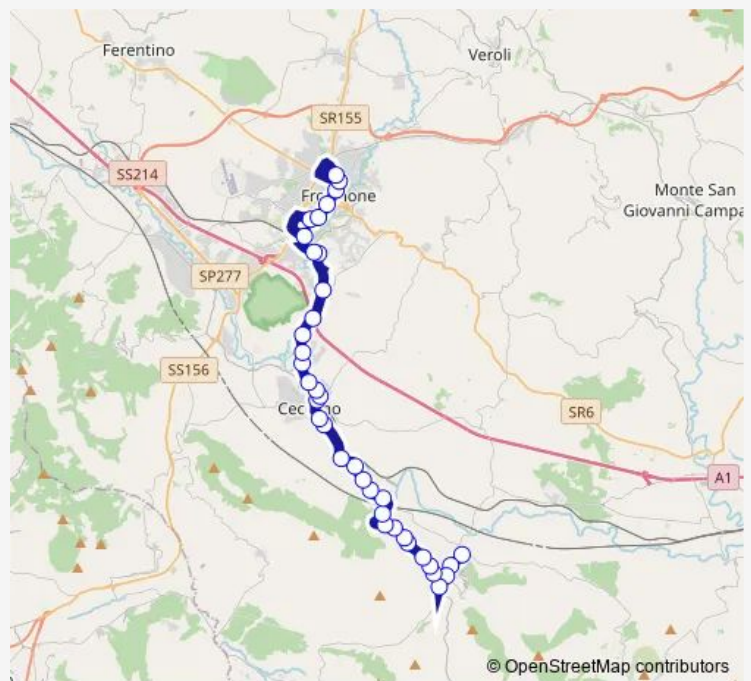 Ferentino
Veroli
SR155
SS214
Monte San
Giovanni Campa
SP277
SS156
SR6
A1
© OpenStreetMap contributors